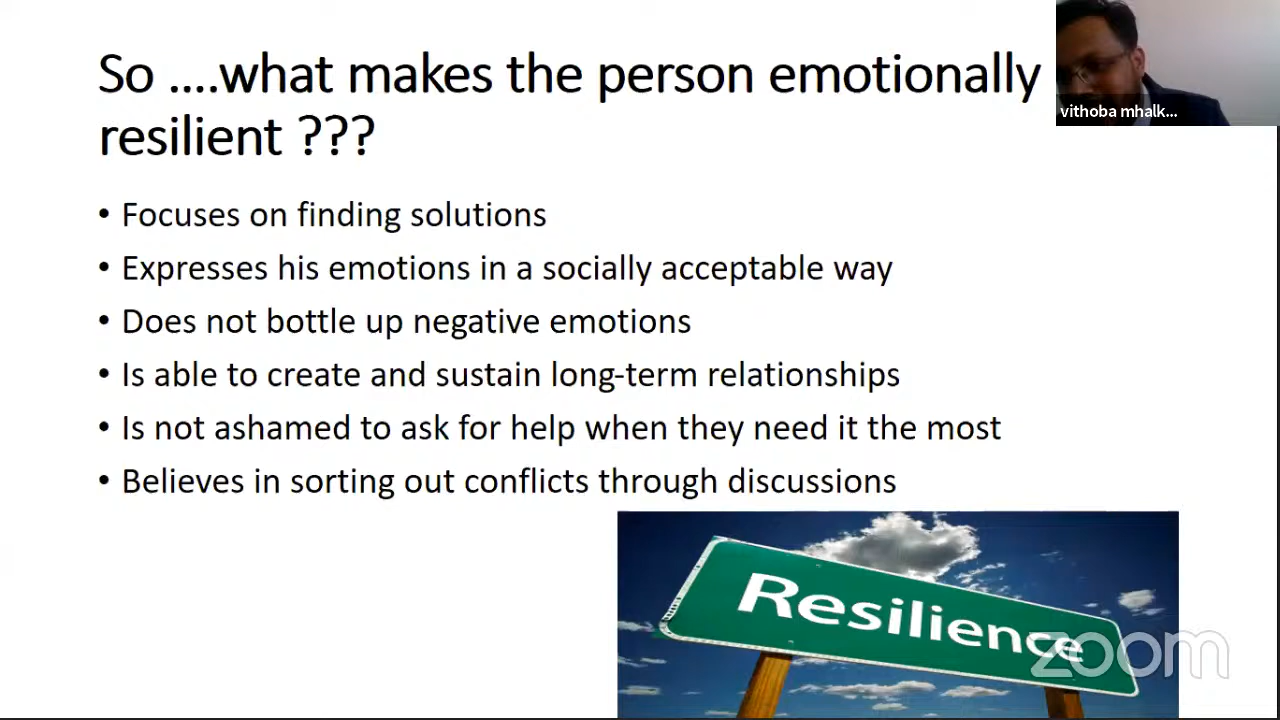 So ....what makes the person emotionally
resilient ???
vithoba mhalk...
• Focuses on finding solutions
• Expresses his emotions in a socially acceptable way
• Does not bottle up negative emotions
• Is able to create and sustain long-term relationships
• Is not ashamed to ask for help when they need it the most
• Believes in sorting out conflicts through discussions
Resilience
zoom